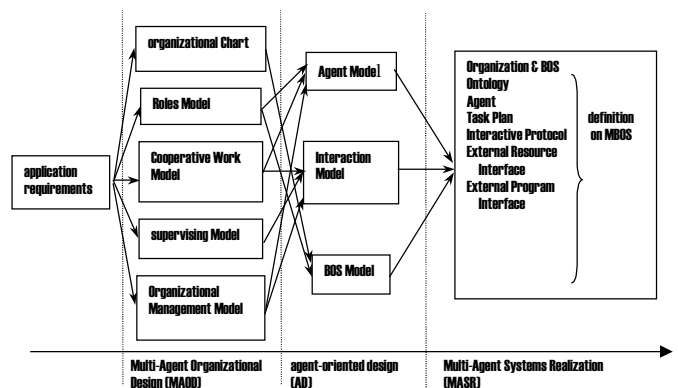 application
requirements
organizational Chart
Roles Model
Cooperative Work
Model
supervising Model
Organizational
Management Model
Agent Model
Interaction
Model
BOS Model
Organization & BOS
Ontology
Agent
Task Plan
Interactive Protocol
External Resource
Interface
External Program
Interface
definition
on MBOS
Multi-Agent Organizational
Design (MAOD)
agent-oriented design
(AD)
Multi-Agent Systems Realization
(MASR)